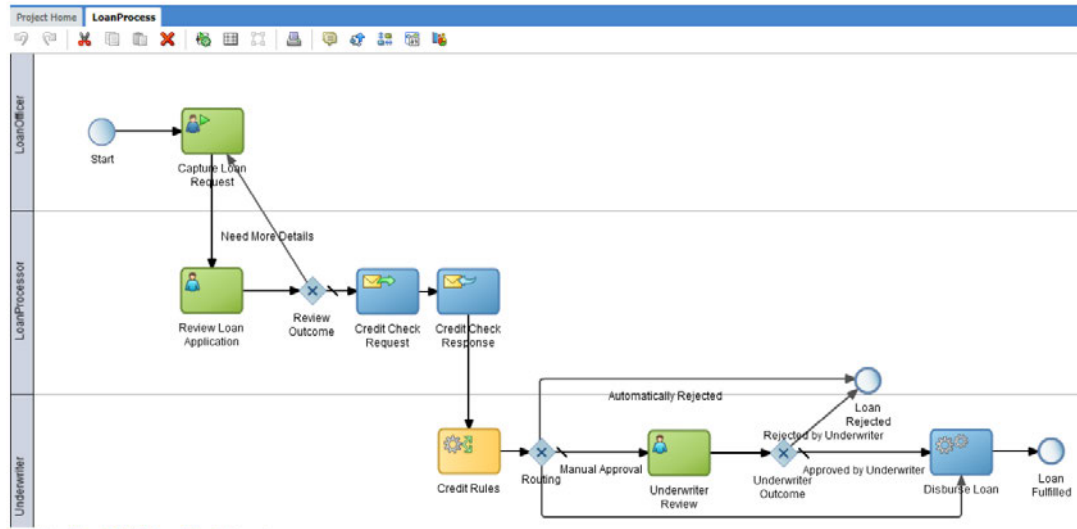 Project Home
LoanProcess
LoanOfficer
Start
Capture Loan
Request
Need More Details
LoanProcessor
Review Loan
Application
Review
Outcome
Credit Check
Request
Credit Check
Response
Automatically Rejected
Loan
Rejected
Underwriter
Credit Rules
Routing
Manual Approval
Underwriter
Review
Rejected by Underwriter
Underwriter
Outcome
Approved by Underwriter
Disburse Loan
Loan
Fulfilled